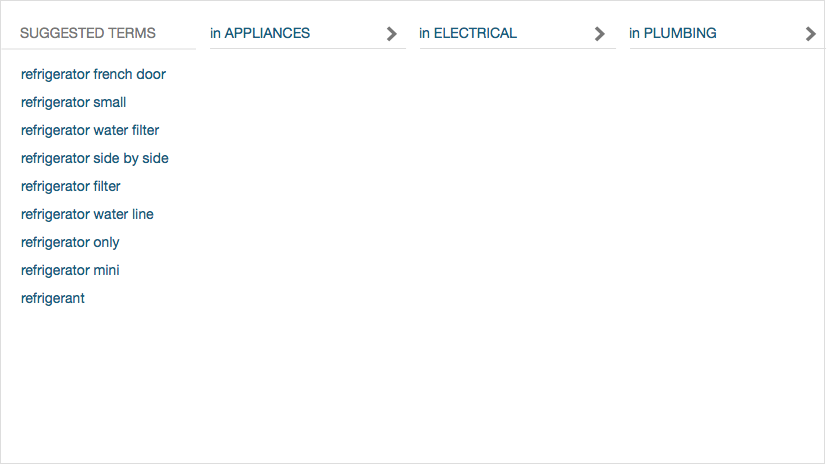 SUGGESTED TERMS
in APPLIANCES
in ELECTRICAL
in PLUMBING
refrigerator french door
refrigerator small
refrigerator water filter
refrigerator side by side
refrigerator filter
refrigerator water line
refrigerator only
refrigerator mini
refrigerant